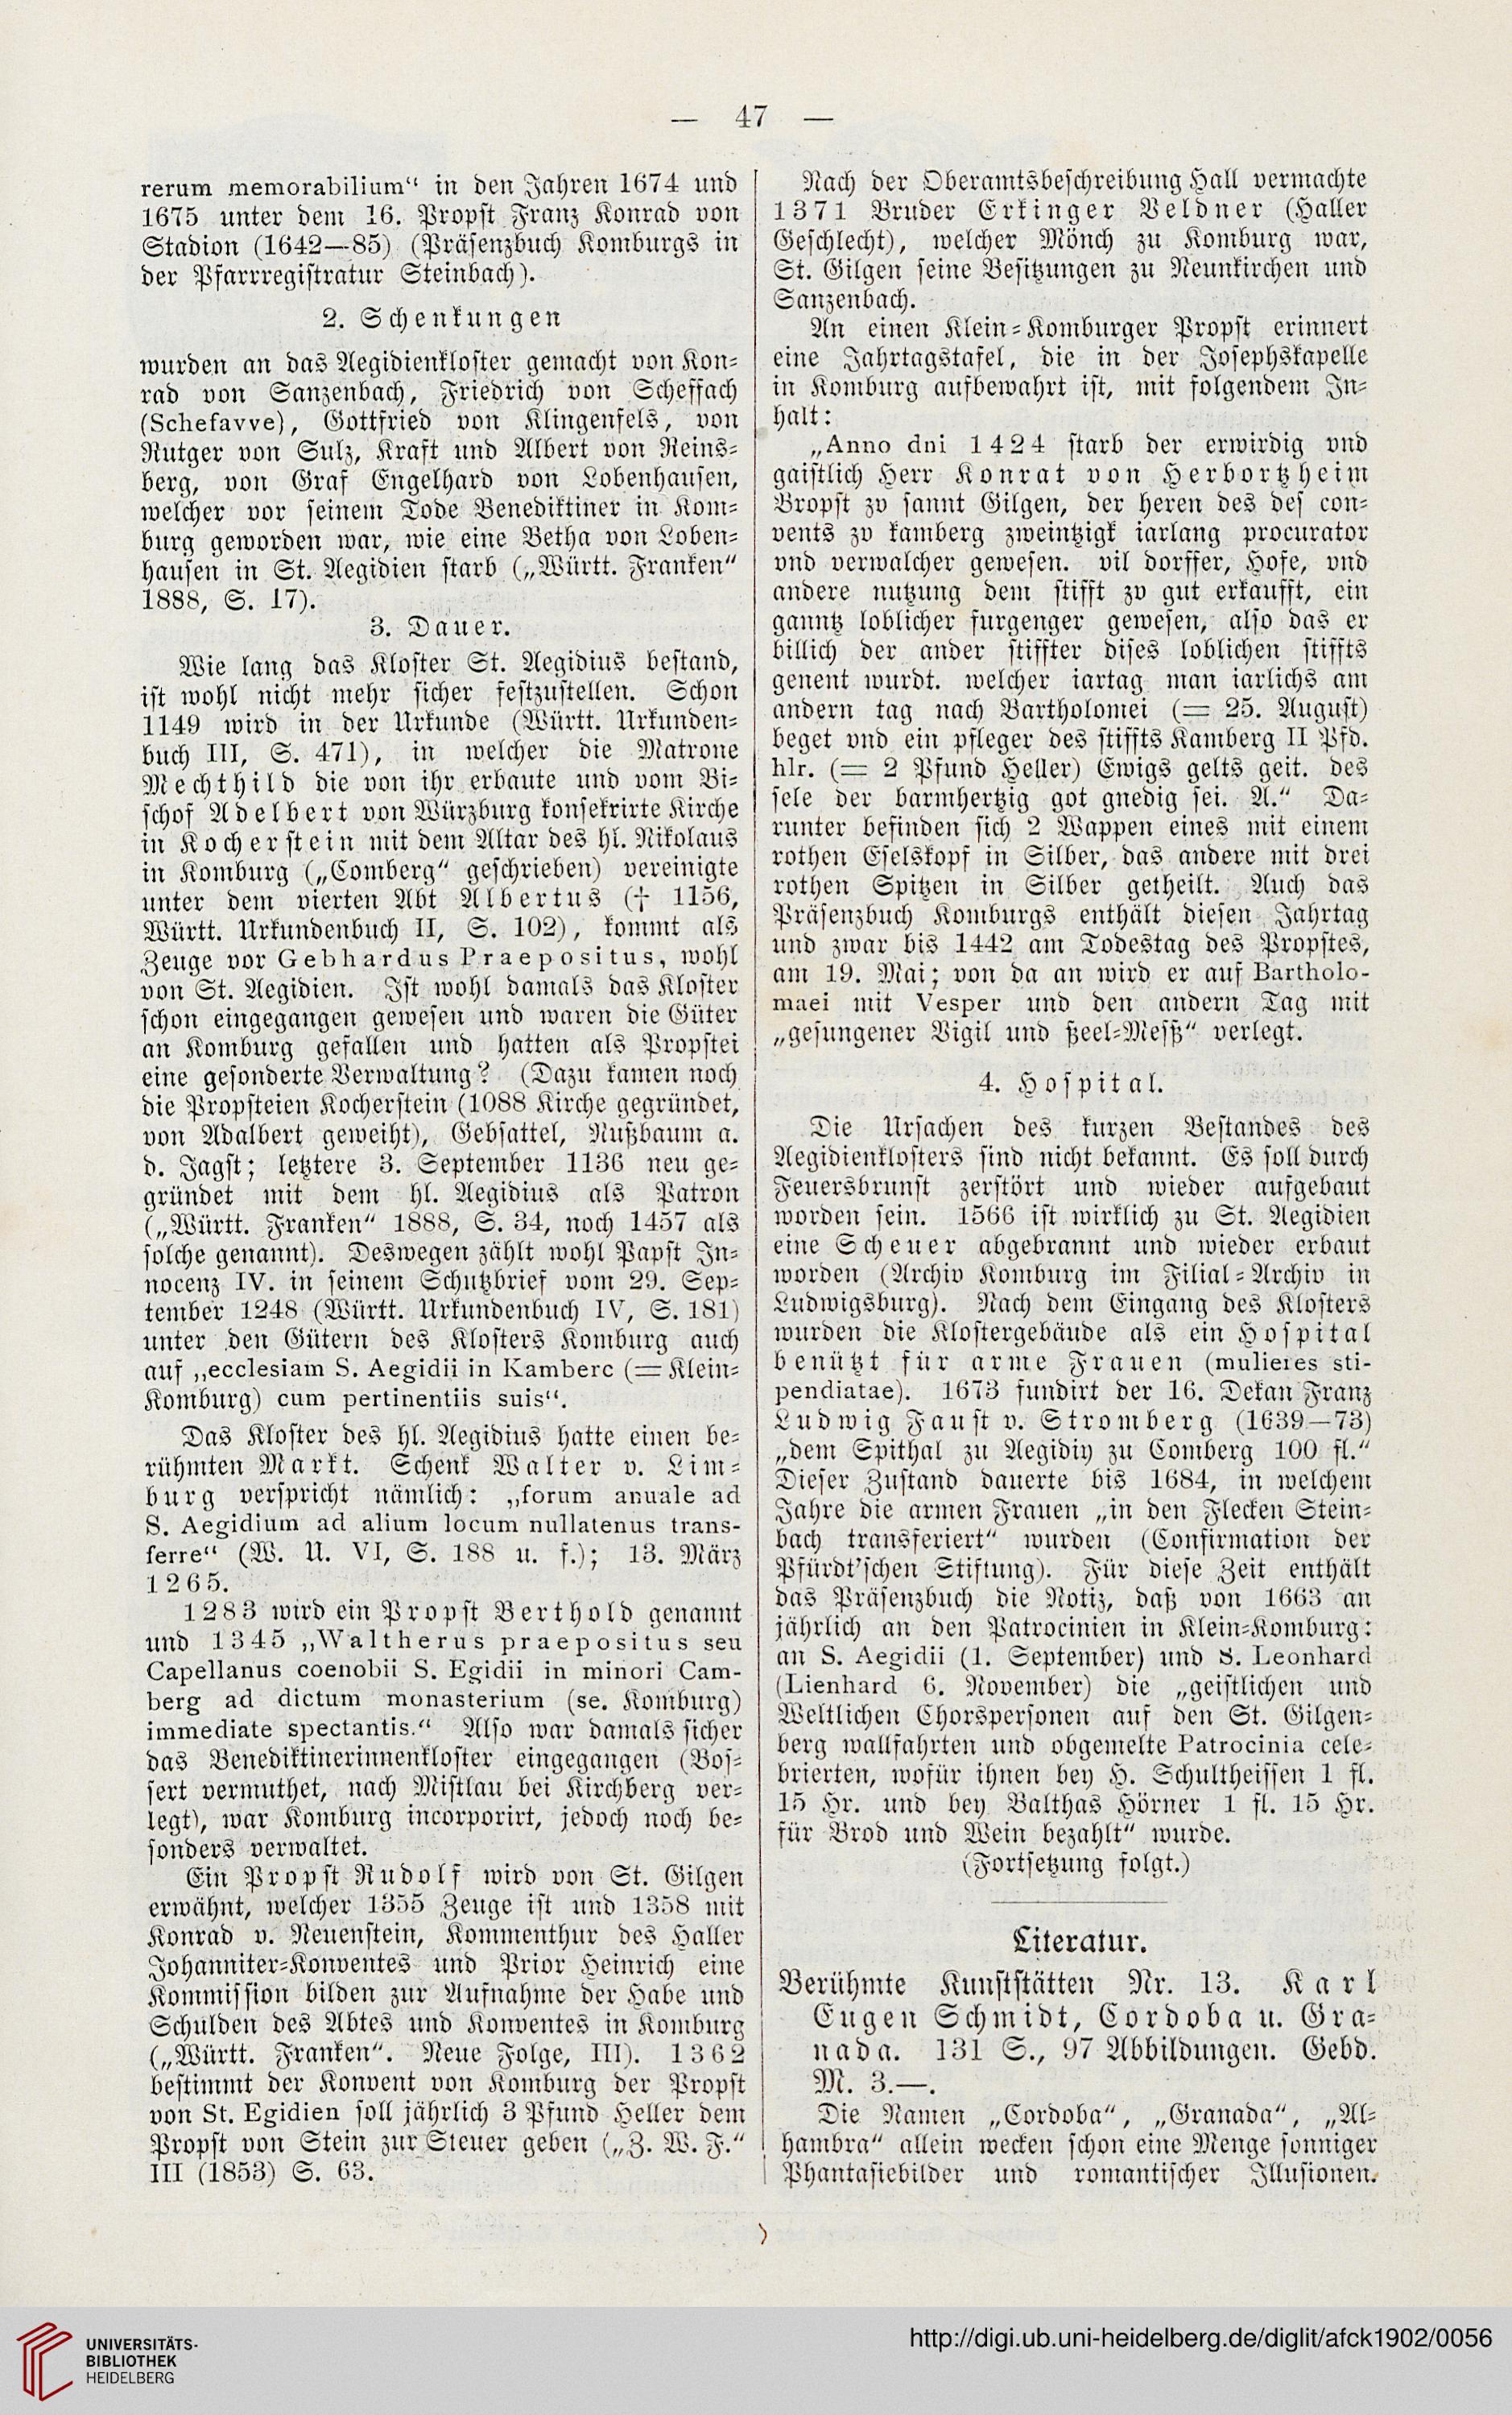 — 47 —
rerum memorabilium“ in den Jahren 1674 und
1675 unter dem 16. Propst Franz Konrad von
Stadion (1642—85) (Präsenzbuch Komburgs in
der Pfarrregistratur Steinbach).
2. Schenkungen
wurden an das Aegidienkloster gemacht von Kon-
rad von Sanzenbach, Friedrich von Scheffach
(Schefavve), Gottfried von Klingenfels, von
Rutger von Sulz, Kraft und Albert von Reins-
berg, von Graf Engelhard von Lobenhausen,
welcher vor seinem Tode Benediktiner in Kom-
burg geworden war, wie eine Betha von Loben-
hausen in St. Aegidien starb („Württ. Franken“
1888, S. 17).
3. Dauer.
Wie lang das Kloster St. Aegidius bestand,
ist wohl nicht mehr sicher festzustellen. Schon
1149 wird in der Urkunde (Württ. Urkunden-
buch III, S. 471), in welcher die Matrone
Mechthild die von ihr erbaute und vom Bi-
schof Adelbert von Würzburg konsekrirte Kirche
in Kocherstein mit dem Altar des hl. Nikolaus
in Komburg („Comberg“ geschrieben) vereinigte
unter dem vierten Abt Albertus († 1156,
Württ. Urkundenbuch II, S. 102), kommt als
Zeuge vor Gebhardus Praepositus, wohl
von St. Aegidien. Ist wohl damals das Kloster
schon eingegangen gewesen und waren die Güter
an Komburg gefallen und hatten als Propstei
eine gesonderte Verwaltung? (Dazu kamen noch
die Propsteien Kocherstein (1088 Kirche gegründet,
von Adalbert geweiht), Gebsattel, Nußbaum a.
d. Jagst; letztere 3. September 1136 neu ge-
gründet mit dem hl. Aegidius als Patron
(„Württ. Franken“ 1888, S. 34, noch 1457 als
solche genannt). Deswegen zählt wohl Papst In-
nocenz IV. in seinem Schutzbrief vom 29. Sep-
tember 1248 (Württ. Urkundenbuch IV, S. 181)
unter den Gütern des Klosters Komburg auch
auf „ecclesiam S. Aegidii in Kamberc (= Klein-
Komburg) cum pertinentiis suis“.
Das Kloster des hl. Aegidius hatte einen be-
rühmten Markt. Schenk Walter v. Lim-
burg verspricht nämlich: „forum anuale ad
S. Aegidium ad alium locum nullatenus trans-
ferre“ (W. U. VI, S. 188 u. f.); 13. März
1265.
1283 wird ein Propst Berthold genannt
und 1345 „Waltherus praepositus seu
Capellanus coenobii S. Egidii in minori Cam-
berg ad dictum monasterium (se. Komburg)
immediate spectantis.“ Also war damals sicher
das Benediktinerinnenkloster eingegangen (Bos-
sert vermuthet, nach Mistlau bei Kirchberg ver-
legt), war Komburg incorporirt, jedoch noch be-
sonders verwaltet.
Ein Propst Rudolf wird von St. Gilgen
erwähnt, welcher 1355 Zeuge ist und 1358 mit
Konrad v. Neuenstein, Kommenthur des Haller
Johanniter-Konventes und Prior Heinrich eine
Kommission bilden zur Aufnahme der Habe und
Schulden des Abtes und Konventes in Komburg
(„Württ. Franken“. Neue Folge, III). 1362
bestimmt der Konvent von Komburg der Propst
von St. Egidien soll jährlich 3 Pfund Heller dem
Propst von Stein zur Steuer geben („Z. W. F.“
III (1853) S. 63.
Nach der Oberamtsbeschreibung Hall vermachte
1371 Bruder Erkinger Veldner (Haller
Geschlecht), welcher Mönch zu Komburg war,
St. Gilgen seine Besitzungen zu Neunkirchen und
Sanzenbach.
An einen Klein-Komburger Propst erinnert
eine Jahrtagstafel, die in der Josephskapelle
in Komburg aufbewahrt ist, mit folgendem In-
halt:
„Anno dni 1424 starb der erwirdig vnd
gaistlich Herr Konrat von Herbortzheim
Bropst zv sannt Gilgen, der heren des des con-
vents zv kamberg zweintzigk iarlang procurator
vnd verwalcher gewesen. vil dorffer, Hofe, vnd
andere nutzung dem stifft zv gut erkaufft, ein
ganntz loblicher furgenger gewesen, also das er
billich der ander stiffter dises loblichen stiffts
genent wurdt. welcher iartag man iarlichs am
andern tag nach Bartholomei (= 25. August)
beget vnd ein pfleger des stiffts Kamberg II Pfd.
hlr. (= 2 Pfund Heller) Ewigs gelts geit. des
sele der barmhertzig got gnedig sei. A.“ Da-
runter befinden sich 2 Wappen eines mit einem
rothen Eselskopf in Silber, das andere mit drei
rothen Spitzen in Silber getheilt. Auch das
Präsenzbuch Komburgs enthält diesen Jahrtag
und zwar bis 1442 am Todestag des Propstes,
am 19. Mai; von da an wird er auf Bartholo-
maei mit Vesper und den andern Tag mit
„gesungener Vigil und ßeel-Meß“ verlegt.
4. Hospital.
Die Ursachen des kurzen Bestandes des
Aegidienklosters sind nicht bekannt. Es soll durch
Feuersbrunst zerstört und wieder aufgebaut
worden sein. 1566 ist wirklich zu St. Aegidien
eine Scheuer abgebrannt und wieder erbaut
worden (Archiv Komburg im Filial-Archiv in
Ludwigsburg). Nach dem Eingang des Klosters
wurden die Klostergebäude als ein Hospital
benützt für arme Frauen (mulieres sti-
pendiatae). 1673 fundirt der 16. Dekan Franz
Ludwig Faust v. Stromberg (1639—73)
„dem Spithal zu Aegidiy zu Comberg 100 fl.“
Dieser Zustand dauerte bis 1684, in welchem
Jahre die armen Frauen „in den Flecken Stein-
bach transferiert“ wurden (Confirmation der
Pfürdt'schen Stiftung). Für diese Zeit enthält
das Präsenzbuch die Notiz, daß von 1663 an
jährlich an den Patrocinien in Klein-Komburg:
an S. Aegidii (1. September) und S. Leonhard
(Lienhard 6. November) die „geistlichen und
Weltlichen Chorspersonen auf den St. Gilgen-
berg wallfahrten und obgemelte Patrocinia cele-
brierten, wofür ihnen bey H. Schultheissen 1 fl.
15 Hr. und bey Balthas Hörner 1 fl. 15 Hr.
für Brod und Wein bezahlt“ wurde.
(Fortsetzung folgt.)
Literatur.
Berühmte Kunststätten Nr. 13. Karl
Eugen Schmidt, Cordoba u. Gra-
nada. 131 S., 97 Abbildungen. Gebd.
M. 3.—.
Die Namen „Cordoba“, „Granada“, „Al-
hambra“ allein wecken schon eine Menge sonniger
Phantasiebilder und romantischer Illusionen.
UNIVERSITÄTS-
BIBLIOTHEK
HEIDELBERG
http://digi.ub.uni-heidelberg.de/diglit/afck1902/0056